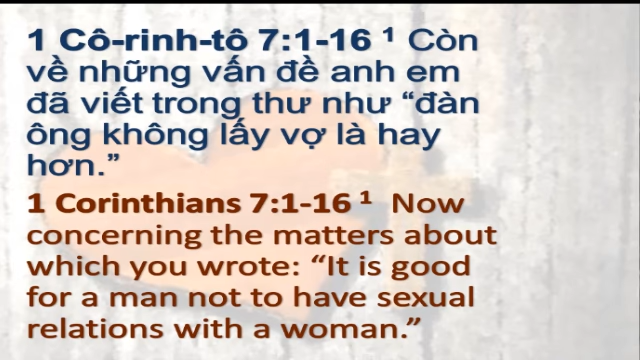 1 Cô-rinh-tô 7:1-16 ¹ Còn
về những vấn đề anh em
đã viết trong thư như “đàn
ông không lấy vợ là hay
hơn.”
1 Corinthians 7:1-16 ¹ Now
concerning the matters about
which you wrote: “It is good
for a man not to have sexual
relations with a woman.”